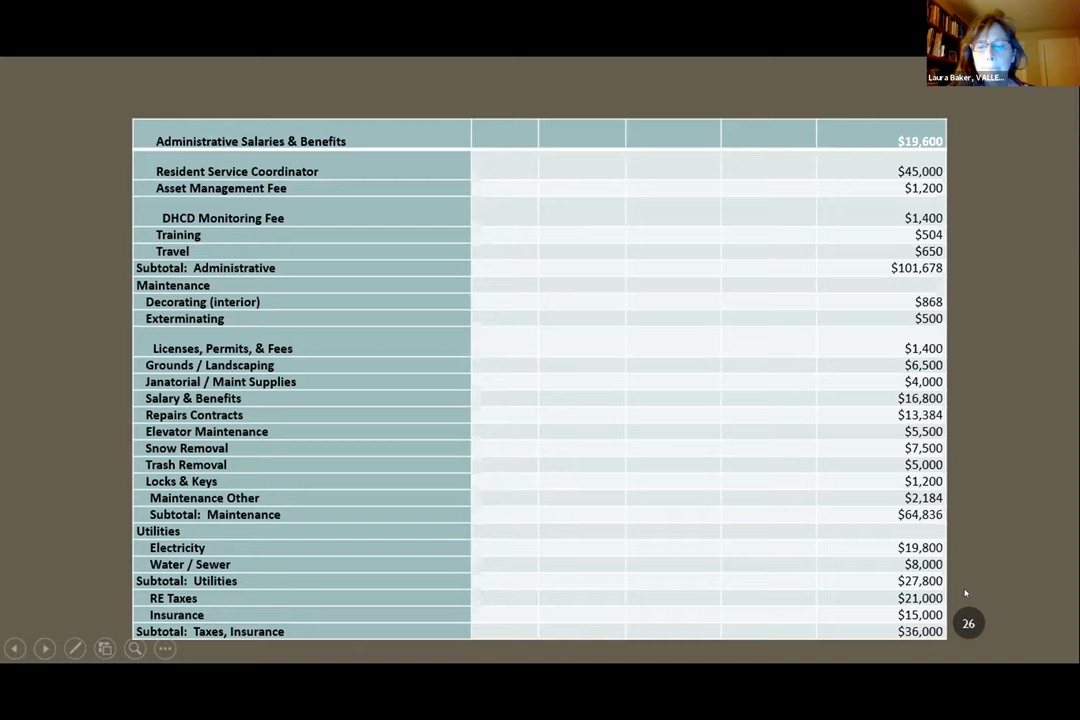 Laura Baker, VALLE...
Administrative Salaries & Benefits $19,600
Resident Service Coordinator $45,000
Asset Management Fee $1,200
DHCD Monitoring Fee $1,400
Training $504
Travel $650
Subtotal: Administrative $101,678
Maintenance
Decorating (interior) $868
Exterminating $500
Licenses, Permits, & Fees $1,400
Grounds / Landscaping $6,500
Janatorial / Maint Supplies $4,000
Salary & Benefits $16,800
Repairs Contracts $13,384
Elevator Maintenance $5,500
Snow Removal $7,500
Trash Removal $5,000
Locks & Keys $1,200
Maintenance Other $2,184
Subtotal: Maintenance $64,836
Utilities
Electricity $19,800
Water / Sewer $8,000
Subtotal: Utilities $27,800
RE Taxes $21,000
Insurance $15,000
Subtotal: Taxes, Insurance $36,000
26